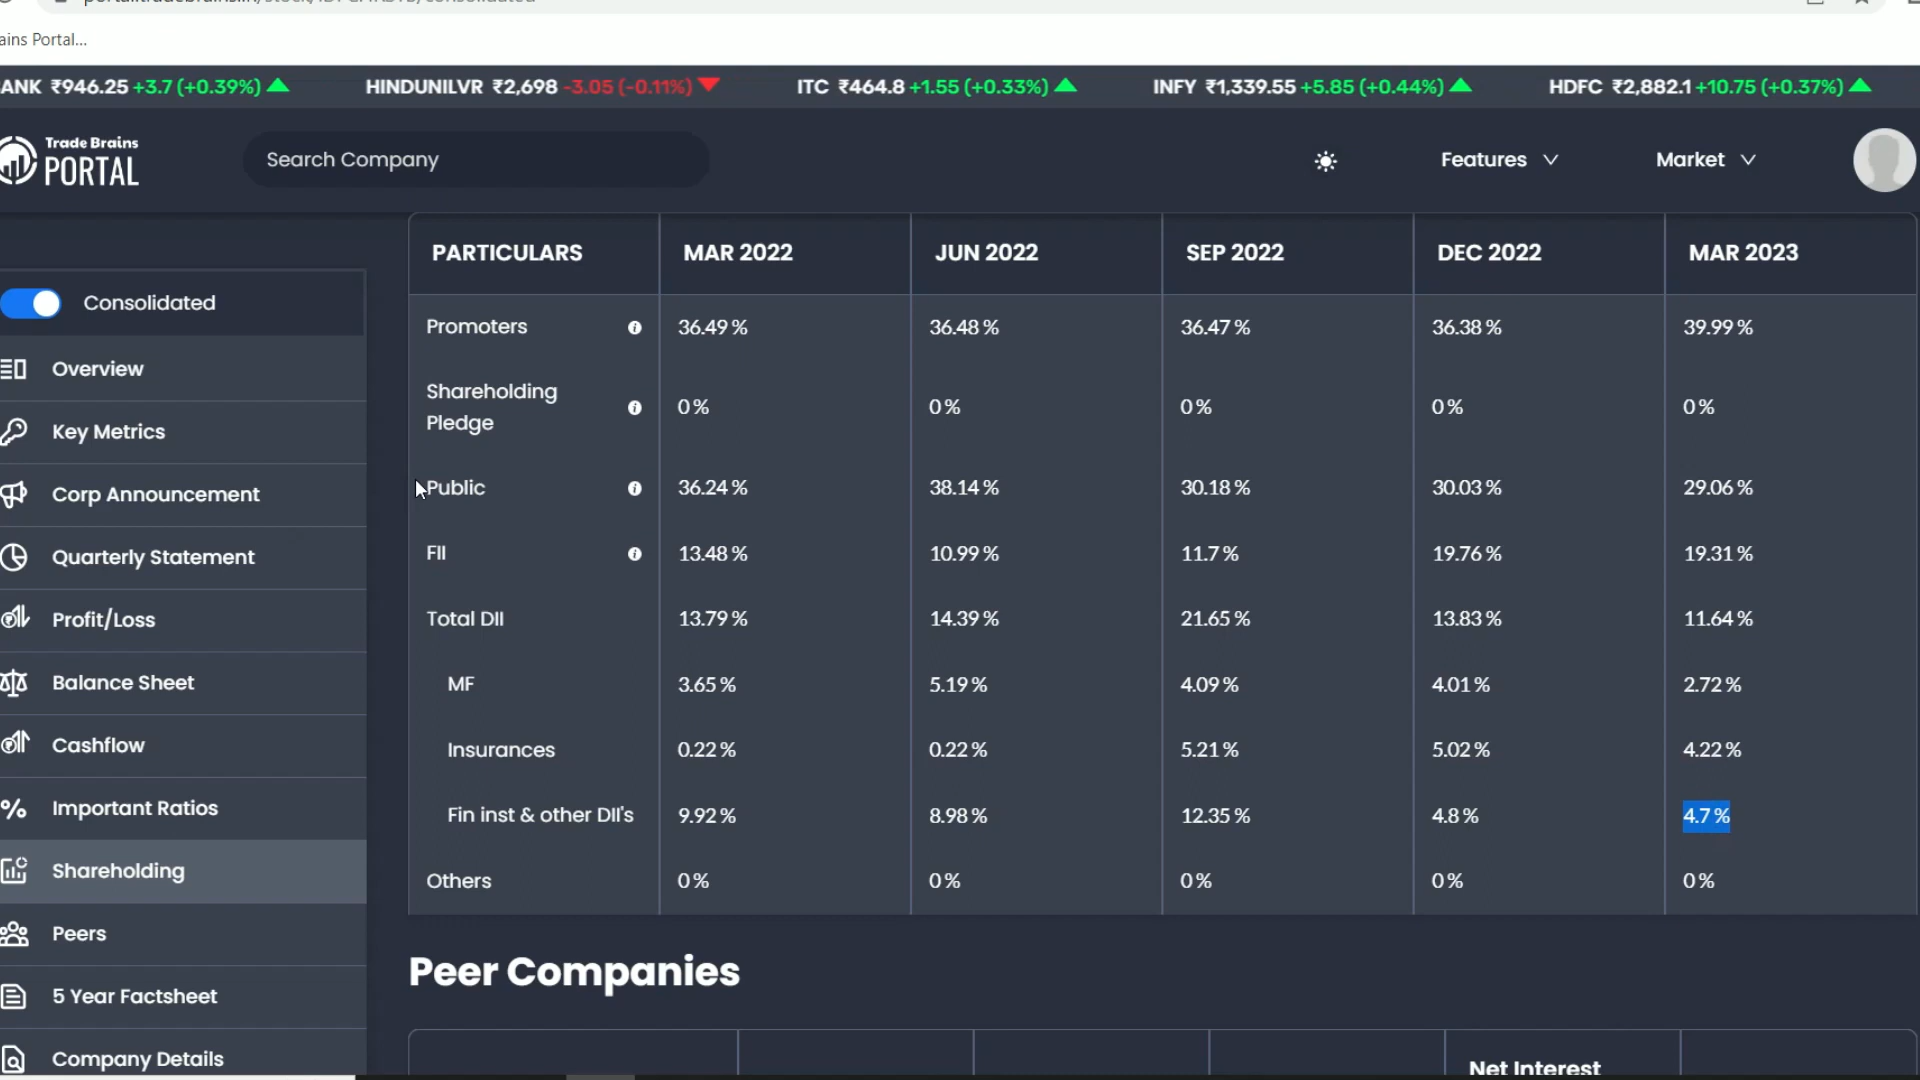 ains Portal...
ANK ₹946.25 +3.7 (+0.39%) HINDUNILVR ₹2,698 -3.05 (-0.11%) ITC ₹464.8 +1.55 (+0.33%) INFY ₹1,339.55 +5.85 (+0.44%) HDFC ₹2,882.1 +10.75 (+0.37%)
Trade Brains
PORTAL
Search Company
Features
Market
Consolidated
Overview
Key Metrics
Corp Announcement
Quarterly Statement
Profit/Loss
Balance Sheet
Cashflow
Important Ratios
Shareholding
Peers
5 Year Factsheet
Company Details
PARTICULARS MAR 2022 JUN 2022 SEP 2022 DEC 2022 MAR 2023
Promoters 36.49 % 36.48 % 36.47 % 36.38 % 39.99 %
Shareholding
Pledge 0 % 0 % 0 % 0 % 0 %
Public 36.24 % 38.14 % 30.18 % 30.03 % 29.06 %
FII 13.48 % 10.99 % 11.7 % 19.76 % 19.31 %
Total DII 13.79 % 14.39 % 21.65 % 13.83 % 11.64 %
MF 3.65 % 5.19 % 4.09 % 4.01 % 2.72 %
Insurances 0.22 % 0.22 % 5.21 % 5.02 % 4.22 %
Fin inst & other DII's 9.92 % 8.98 % 12.35 % 4.8 % 4.7 %
Others 0 % 0 % 0 % 0 % 0 %
Peer Companies
Net Interest